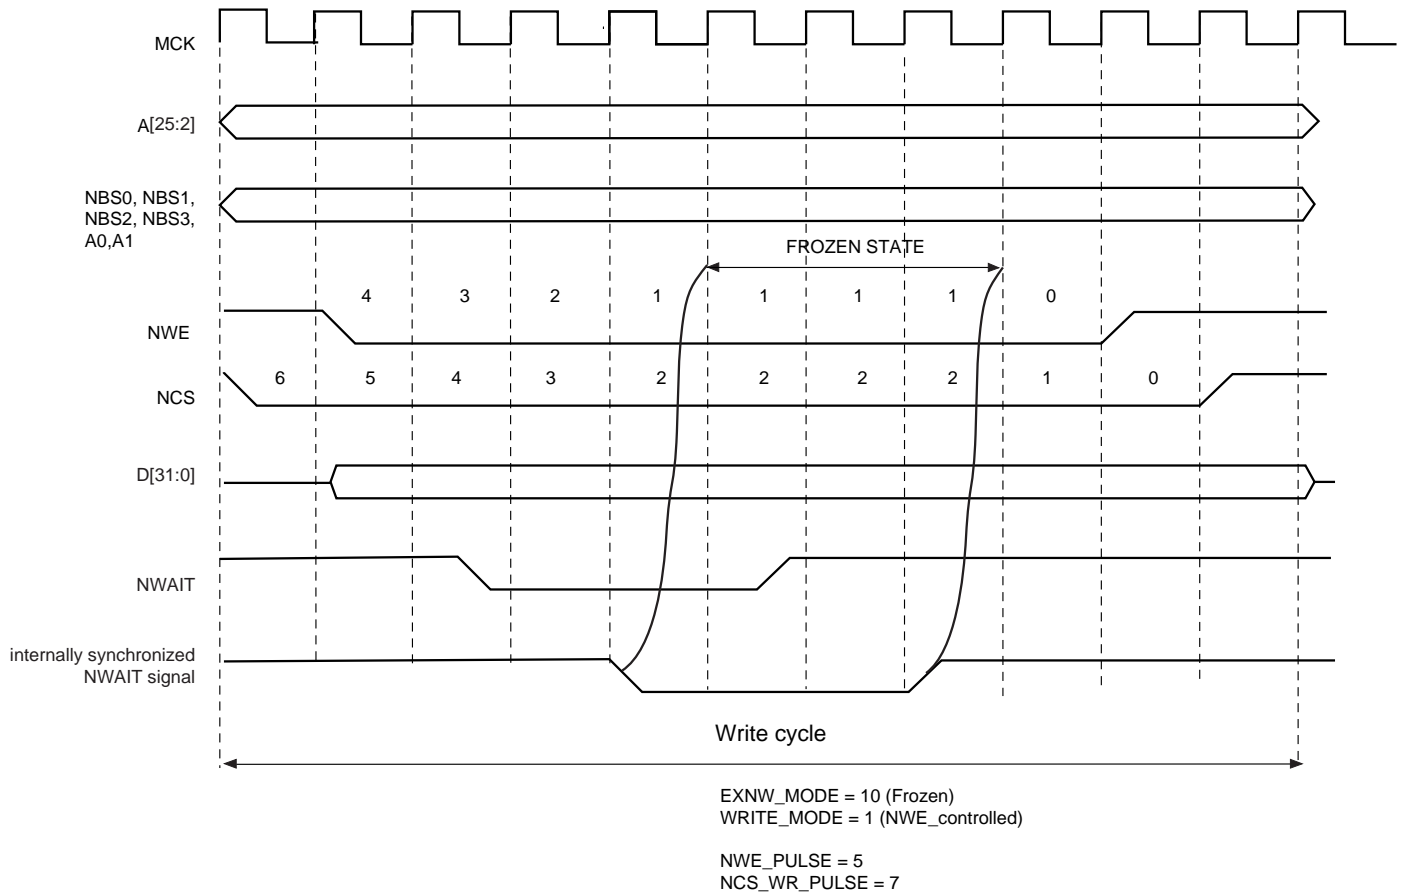 MCK
A[25:2]
NBS0, NBS1,
NBS2, NBS3,
A0,A1
FROZEN STATE
4 3 2 1 1 1 1 0
NWE
6 5 4 3 2 2 2 2 1 0
NCS
D[31:0]
NWAIT
internally synchronized
NWAIT signal
Write cycle
EXNW_MODE = 10 (Frozen)
WRITE_MODE = 1 (NWE_controlled)
NWE_PULSE = 5
NCS_WR_PULSE = 7